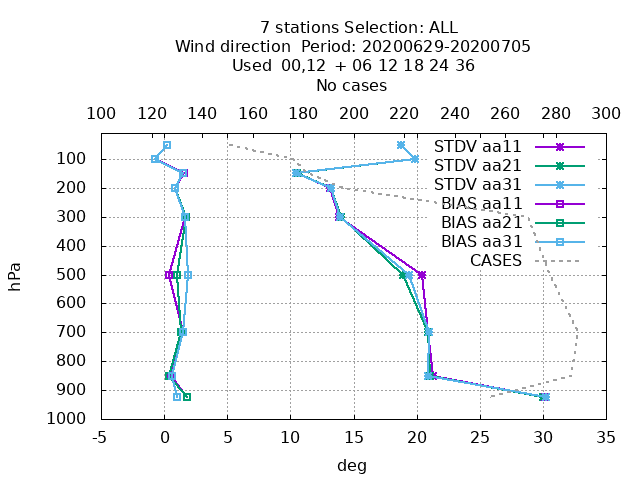 7 stations Selection: ALL
Wind direction  Period: 20200629-20200705
Used  00,12  + 06 12 18 24 36
No cases
100 120 140 160 180 200 220 240 260 280 300
STDV aa11
STDV aa21
STDV aa31
BIAS aa11
BIAS aa21
BIAS aa31
CASES
100
200
300
400
500
600
700
800
900
1000
hPa
-5 0 5 10 15 20 25 30 35
deg